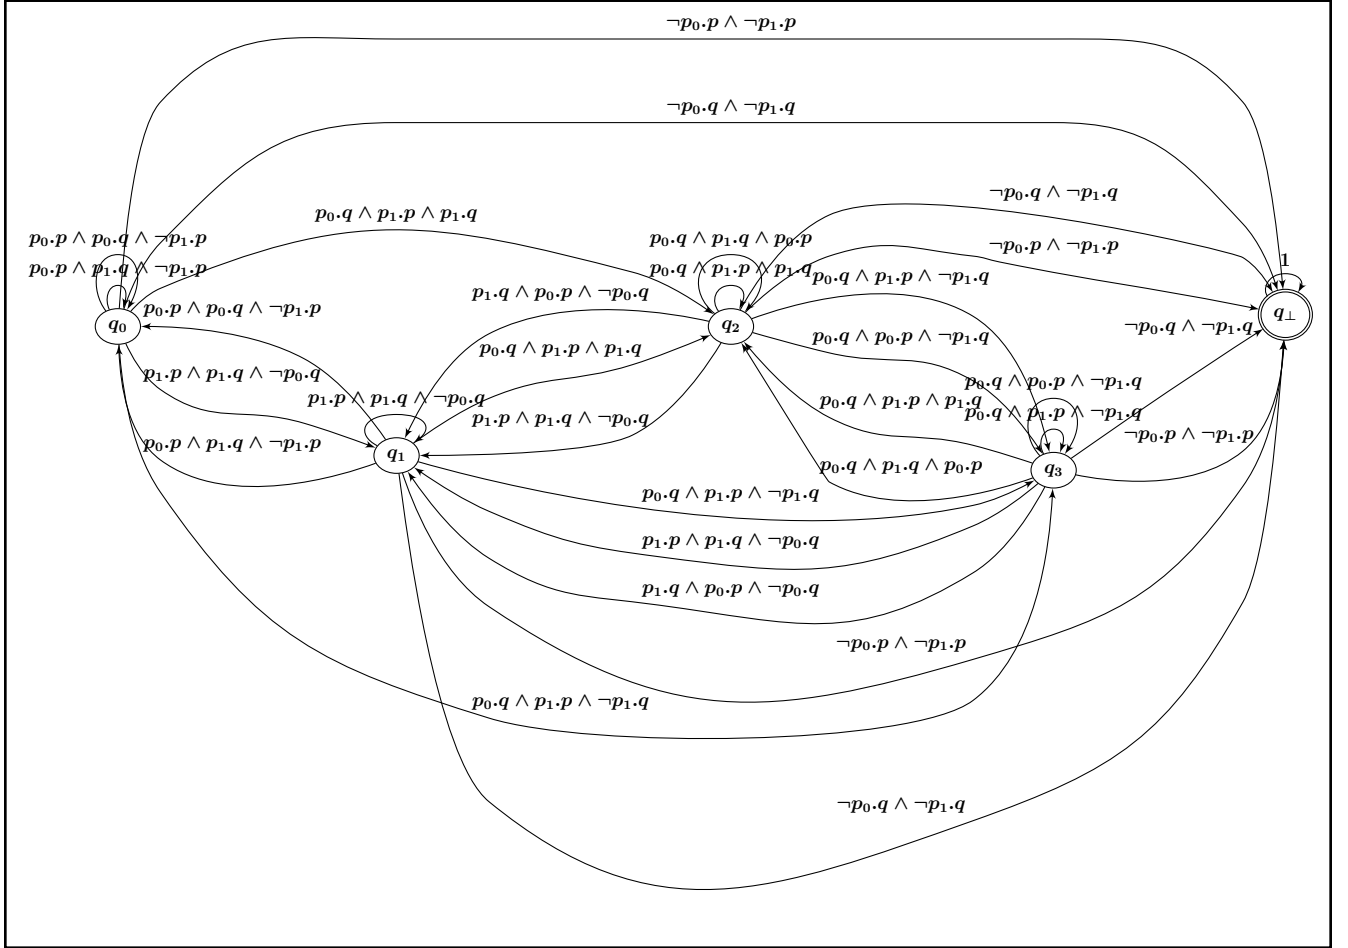 ¬p₀.p ∧ ¬p₁.p
¬p₀.q ∧ ¬p₁.q
¬p₀.q ∧ ¬p₁.q
p₀.q ∧ p₁.p ∧ p₁.q
p₀.p ∧ p₀.q ∧ ¬p₁.p
p₀.q ∧ p₁.q ∧ p₀.p
¬p₀.p ∧ ¬p₁.p
1
p₀.p ∧ p₁.q ∧ ¬p₁.p
p₀.q ∧ p₁.p ∧ p₁.q
p₀.q ∧ p₁.p ∧ ¬p₁.q
p₁.q ∧ p₀.p ∧ ¬p₀.q
p₀.p ∧ p₀.q ∧ ¬p₁.p
q⊥
q₀
q₂
¬p₀.q ∧ ¬p₁.q
p₀.q ∧ p₀.p ∧ ¬p₁.q
p₀.q ∧ p₁.p ∧ p₁.q
p₁.p ∧ p₁.q ∧ ¬p₀.q
p₀.q ∧ p₀.p ∧ ¬p₁.q
p₁.p ∧ p₁.q ∧ ¬p₀.q
p₀.q ∧ p₁.p ∧ p₁.q
p₀.q ∧ p₁.p ∧ ¬p₁.q
p₁.p ∧ p₁.q ∧ ¬p₀.q
¬p₀.p ∧ ¬p₁.p
p₀.p ∧ p₁.q ∧ ¬p₁.p
q₁
p₀.q ∧ p₁.q ∧ p₀.p
q₃
p₀.q ∧ p₁.p ∧ ¬p₁.q
p₁.p ∧ p₁.q ∧ ¬p₀.q
p₁.q ∧ p₀.p ∧ ¬p₀.q
¬p₀.p ∧ ¬p₁.p
p₀.q ∧ p₁.p ∧ ¬p₁.q
¬p₀.q ∧ ¬p₁.q